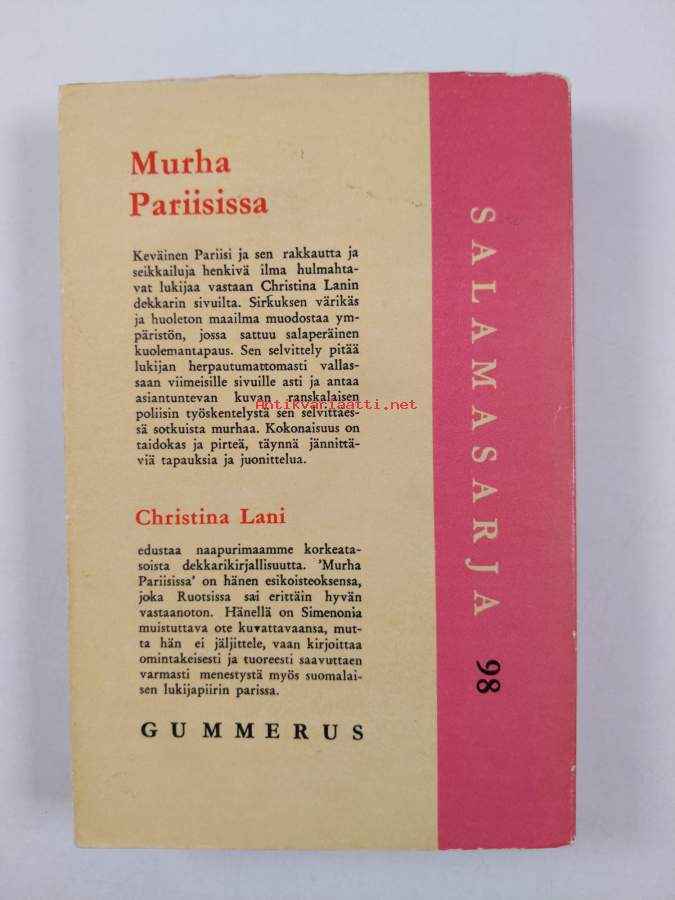 Murha
Pariisissa
Keväinen Pariisi ja sen rakkautta ja
seikkailuja henkivä ilma hulmahta-
vat lukijaa vastaan Christina Lanin
dekkarin sivuilta. Sirkuksen värikäs
ja huoleton maailma muodostaa ym-
päristön, jossa sattuu salaperäinen
kuolemantapaus. Sen selvittely pitää
lukijan herpautumattomasti vallas-
saan viimeisille sivuille asti ja antaa
asiantuntevan kuvan ranskalaisen
Antikvariaatti.net
poliisin työskentelystä sen selvittäes-
sä sotkuista murhaa. Kokonaisuus on
taidokas ja pirteä, täynnä jännittä-
viä tapauksia ja juonittelua.
Christina Lani
edustaa naapurimaamme korkeata-
soista dekkarikirjallisuutta. 'Murha
Pariisissa' on hänen esikoisteoksensa,
joka Ruotsissa sai erittäin hyvän
vastaanoton. Hänellä on Simenonia
muistuttava ote kuvattavaansa, mut-
ta hän ei jäljittele, vaan kirjoittaa
omintakeisesti ja tuoreesti saavuttaen
varmasti menestystä myös suomalai-
sen lukijapiirin parissa.
GUMMERUS
SALAMASARJA 98